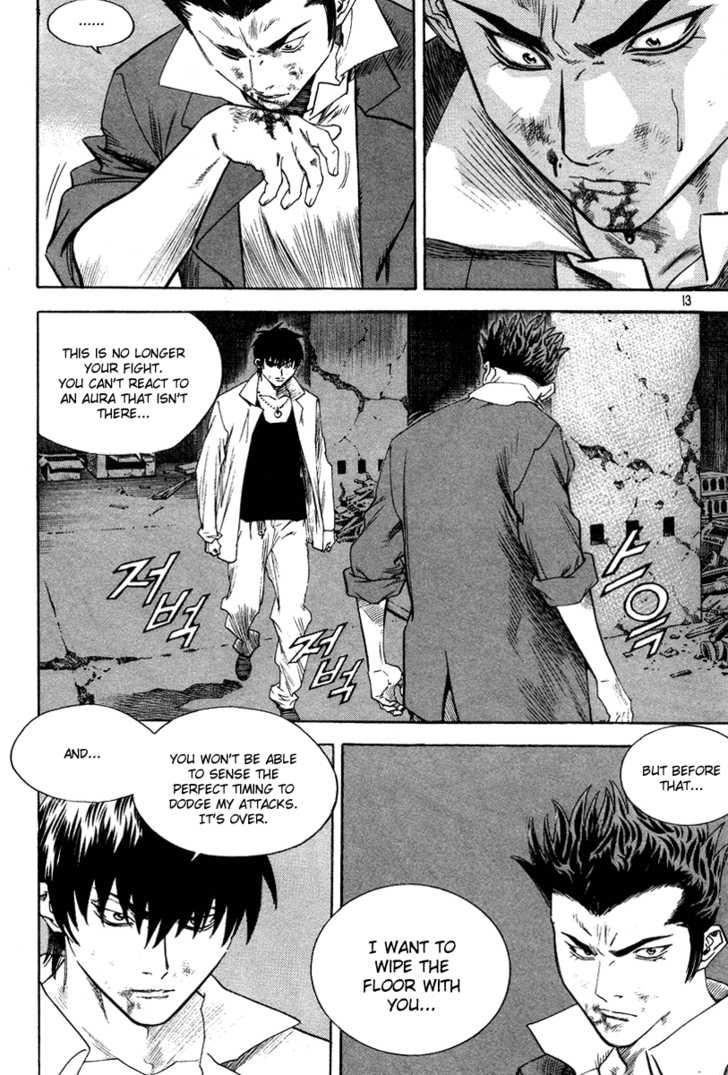 ......
13
THIS IS NO LONGER
YOUR FIGHT.
YOU CAN'T REACT TO
AN AURA THAT ISN'T
THERE...
저벅
저벅
스윽
AND...
YOU WON'T BE ABLE
TO SENSE THE
PERFECT TIMING TO
DODGE MY ATTACKS.
IT'S OVER.
BUT BEFORE
THAT...
I WANT TO
WIPE THE
FLOOR WITH
YOU...